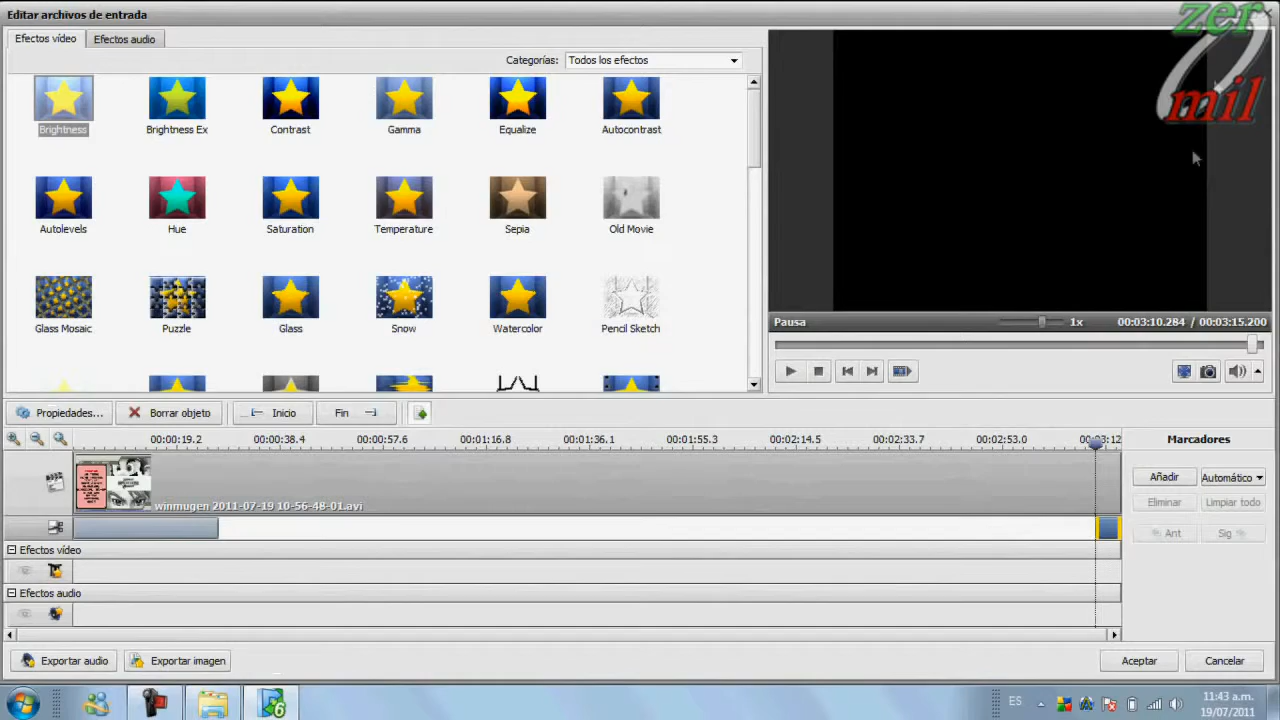 Editar archivos de entrada
zer0
mil
Efectos vídeo
Efectos audio
Categorías:
Todos los efectos
Brightness
Brightness Ex
Contrast
Gamma
Equalize
Autocontrast
Autolevels
Hue
Saturation
Temperature
Sepia
Old Movie
Glass Mosaic
Puzzle
Glass
Snow
Watercolor
Pencil Sketch
Pausa
1x
00:03:10.284 / 00:03:15.200
Propiedades...
Borrar objeto
Inicio
Fin
00:00:19.2
00:00:38.4
00:00:57.6
00:01:16.8
00:01:36.1
00:01:55.3
00:02:14.5
00:02:33.7
00:02:53.0
00:03:12
Marcadores
winmugen 2011-07-19 10-56-48-01.avi
Añadir
Automático
Eliminar
Limpiar todo
Ant
Sig
Efectos vídeo
Efectos audio
Exportar audio
Exportar imagen
Aceptar
Cancelar
ES
11:43 a.m.
19/07/2011